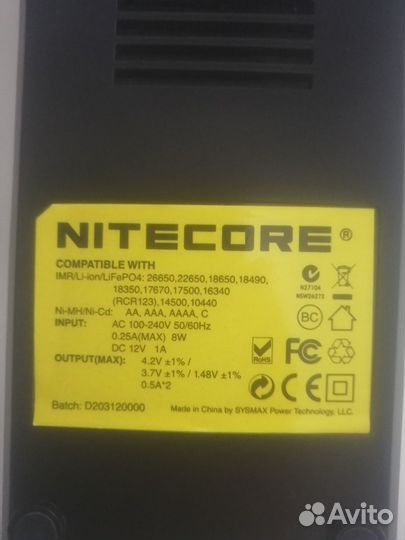 NITECORE ®
COMPATIBLE WITH
IMR/Li-ion/LiFePO4: 26650,22650,18650,18490,
18350,17670,17500,16340
(RCR123),14500,10440
Ni-MH/Ni-Cd: AA, AAA, AAAA, C
INPUT: AC 100-240V 50/60Hz
0.25A(MAX) 8W
DC 12V 1A
OUTPUT(MAX): 4.2V ±1% /
3.7V ±1% / 1.48V ±1%
0.5A*2
Batch: D203120000
N27104
NSW26272
BC
RoHS
FC
CE
Made in China by SYSMAX Power Technology, LLC.
Avito